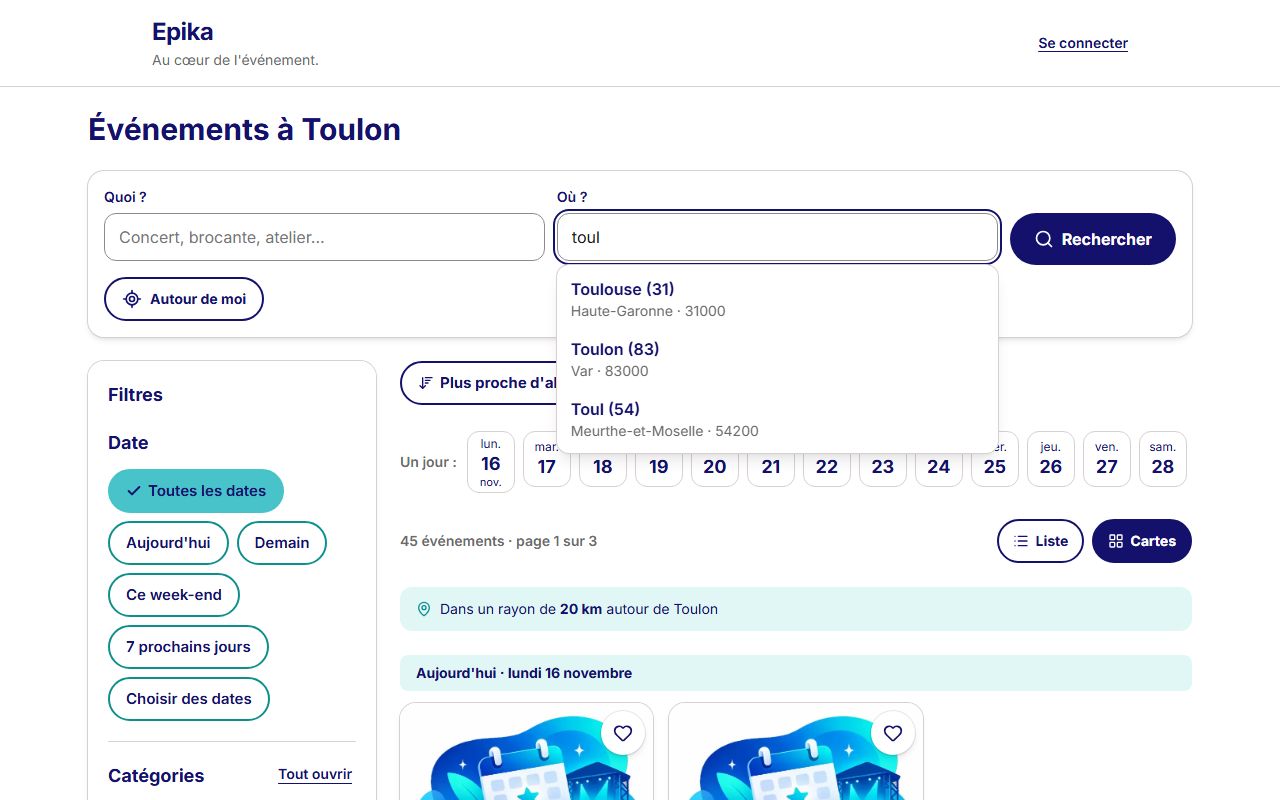 Epika
Au cœur de l'événement.
Se connecter
Événements à Toulon
Quoi ?
Où ?
Concert, brocante, atelier...
toul
Rechercher
Autour de moi
Toulouse (31)
Haute-Garonne · 31000
Toulon (83)
Var · 83000
Toul (54)
Meurthe-et-Moselle · 54200
Filtres
Date
Toutes les dates
Aujourd'hui
Demain
Ce week-end
7 prochains jours
Choisir des dates
Catégories
Tout ouvrir
Plus proche
Un jour :
lun.
16
nov.
mar.
17
18
19
20
21
22
23
24
25
jeu.
26
ven.
27
sam.
28
45 événements · page 1 sur 3
Liste
Cartes
Dans un rayon de 20 km autour de Toulon
Aujourd'hui · lundi 16 novembre